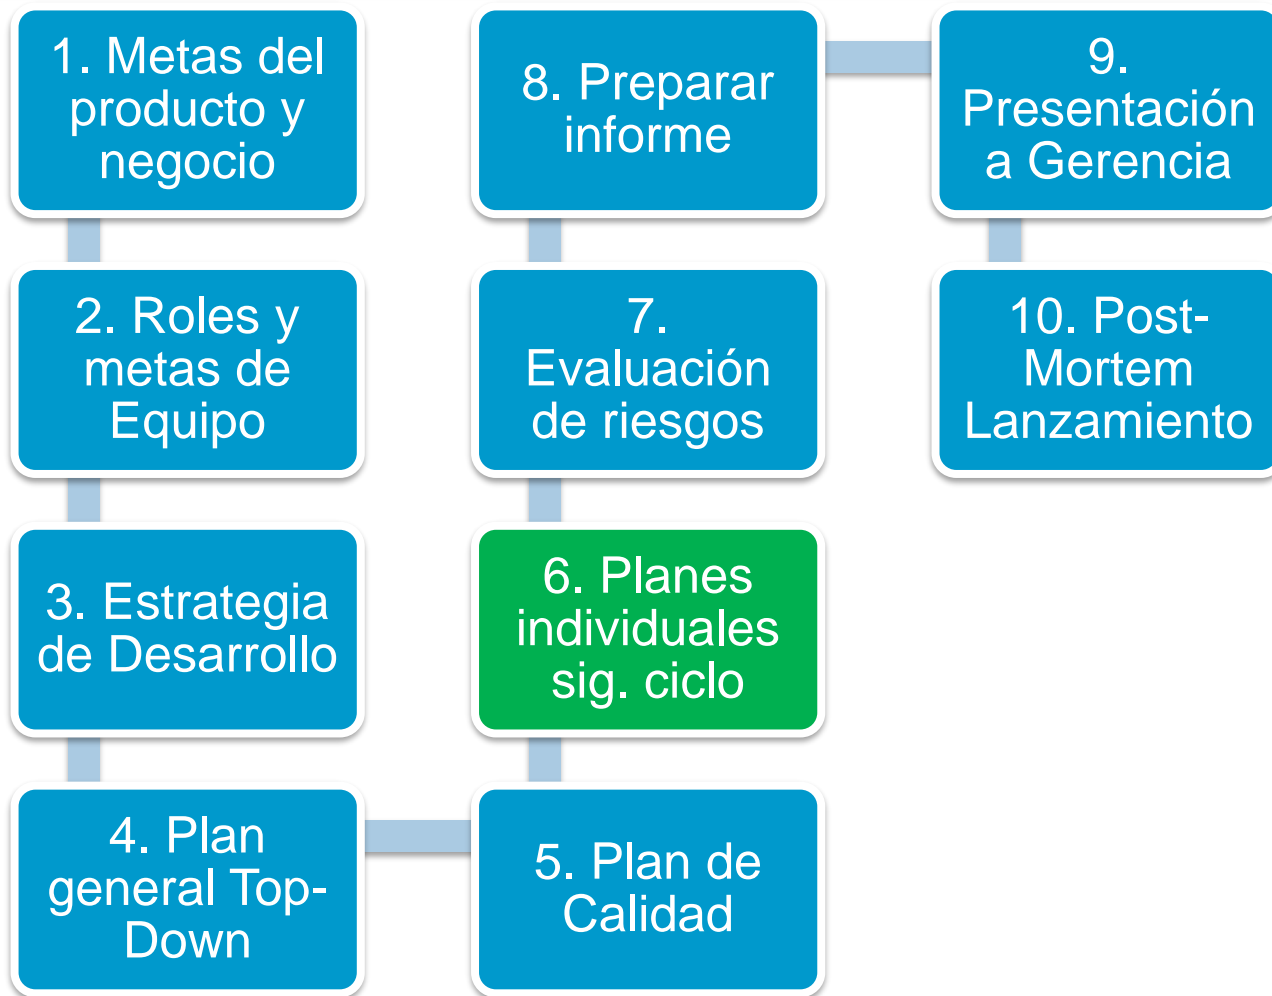 1. Metas del
producto y
negocio
2. Roles y
metas de
Equipo
3. Estrategia
de Desarrollo
4. Plan
general Top-
Down
5. Plan de
Calidad
6. Planes
individuales
sig. ciclo
7.
Evaluación
de riesgos
8. Preparar
informe
9.
Presentación
a Gerencia
10. Post-
Mortem
Lanzamiento